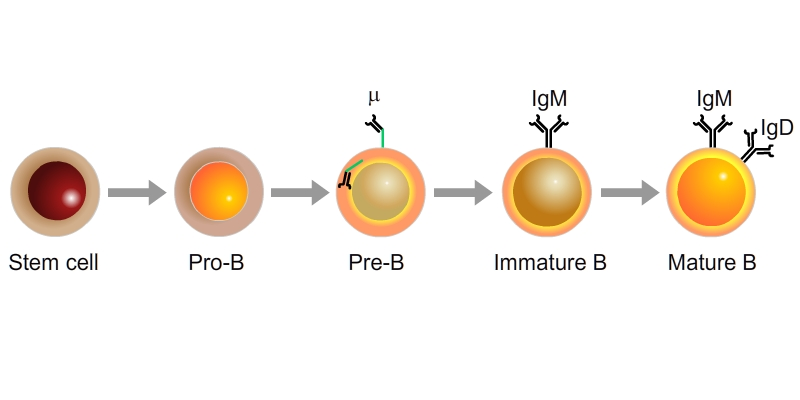 μ
IgM
IgM
IgD
Stem cell
Pro-B
Pre-B
Immature B
Mature B